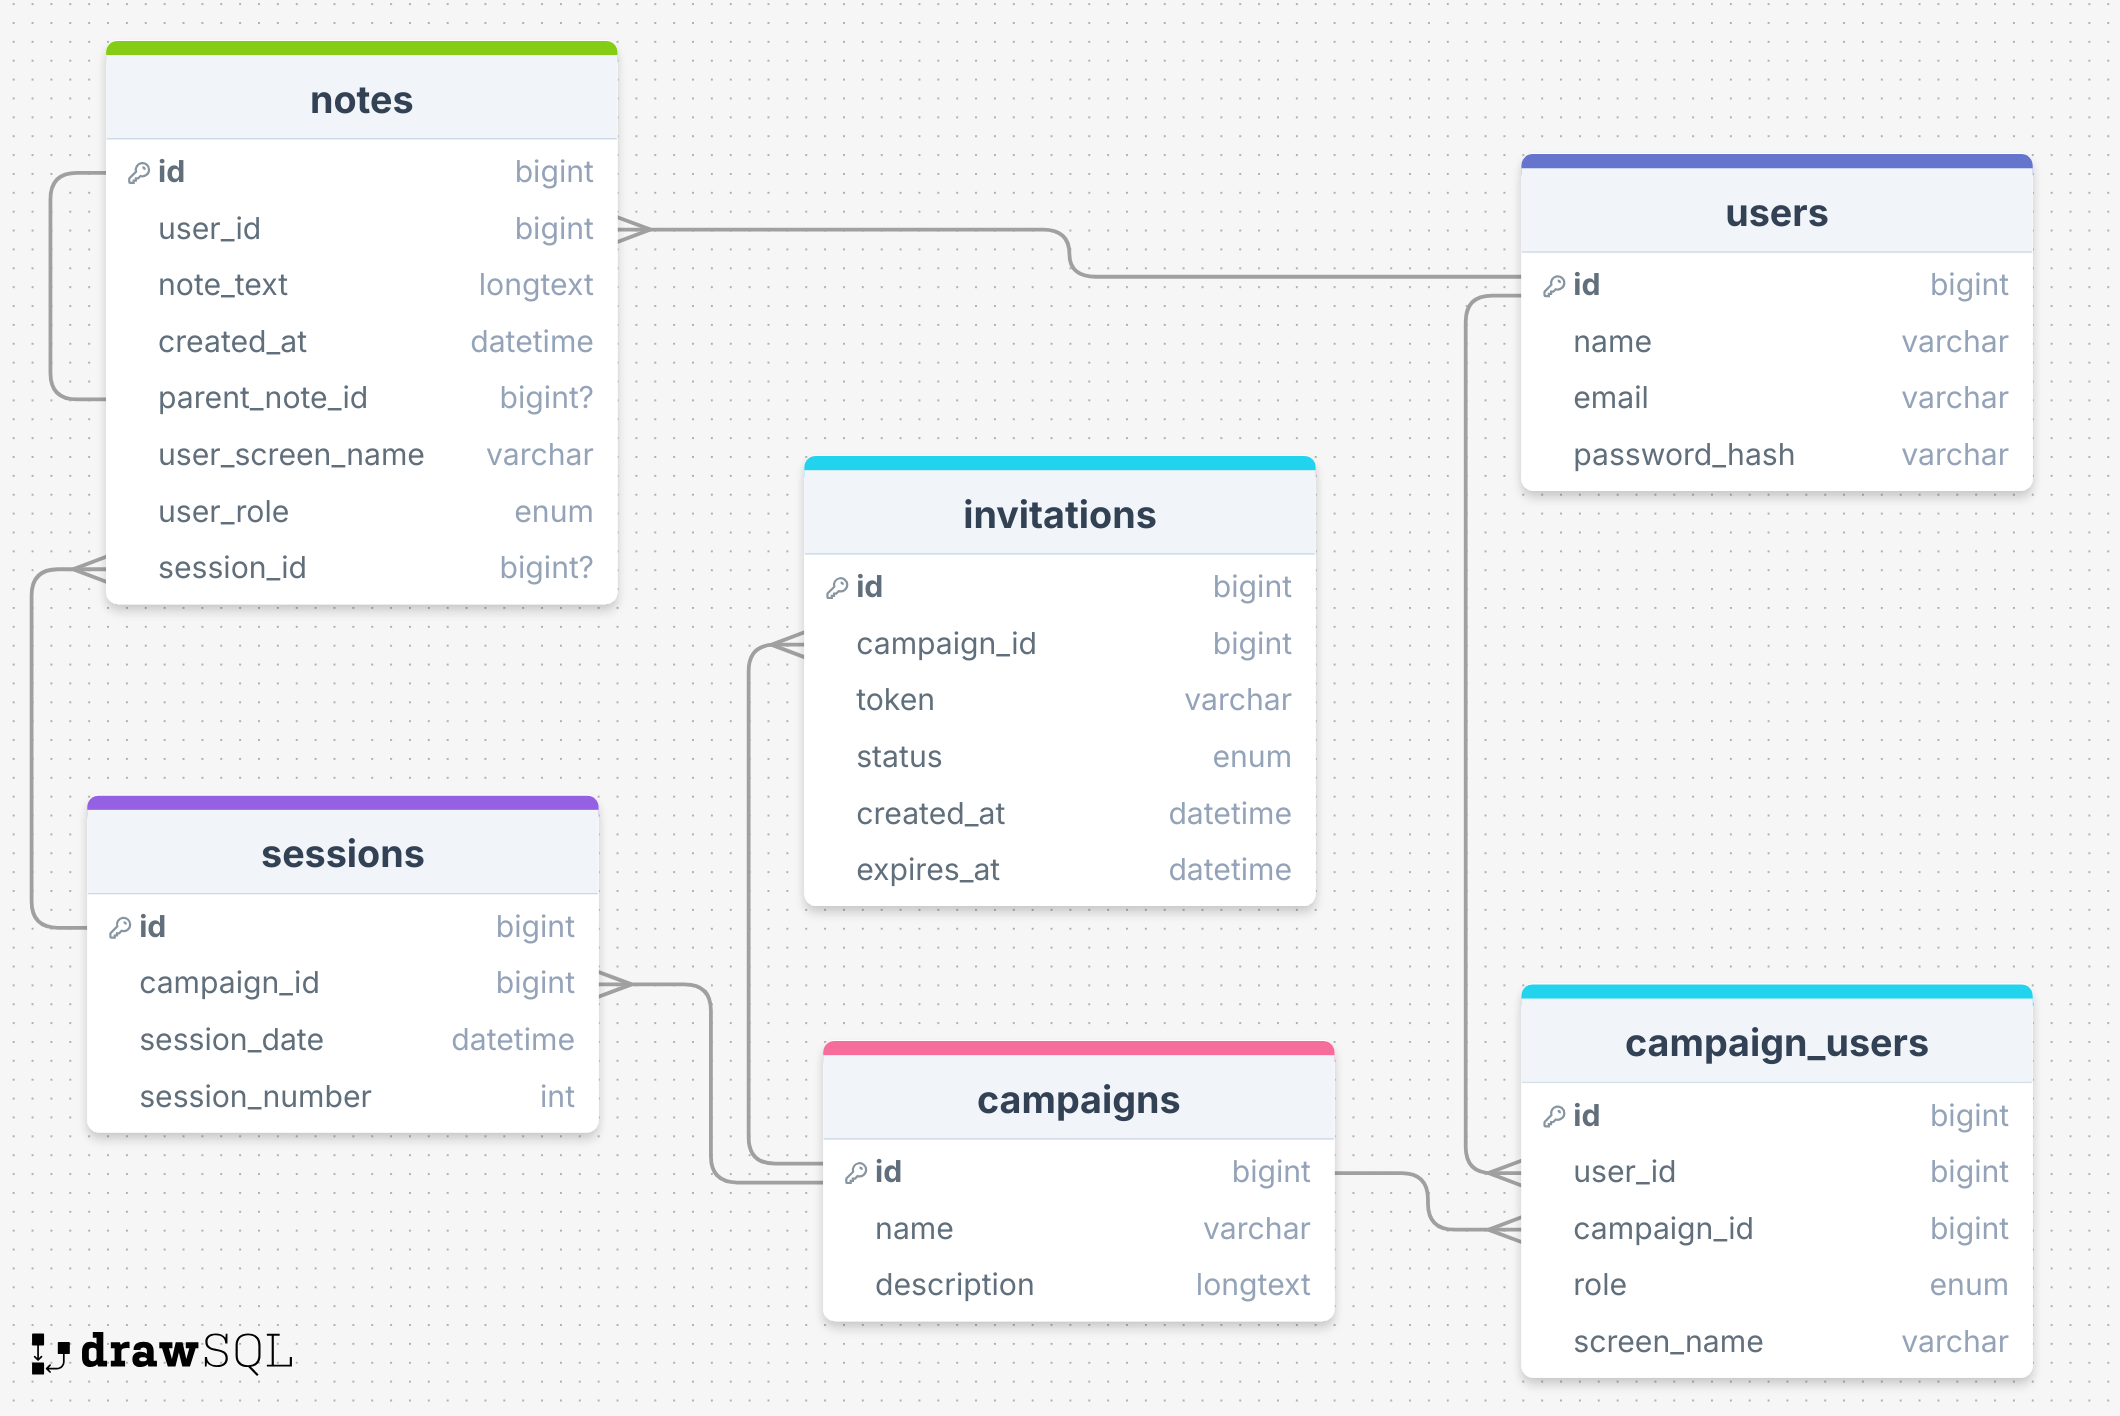 notes
id bigint
user_id bigint
note_text longtext
created_at datetime
parent_note_id bigint?
user_screen_name varchar
user_role enum
session_id bigint?
users
id bigint
name varchar
email varchar
password_hash varchar
invitations
id bigint
campaign_id bigint
token varchar
status enum
created_at datetime
expires_at datetime
sessions
id bigint
campaign_id bigint
session_date datetime
session_number int
campaigns
id bigint
name varchar
description longtext
campaign_users
id bigint
user_id bigint
campaign_id bigint
role enum
screen_name varchar
drawSQL